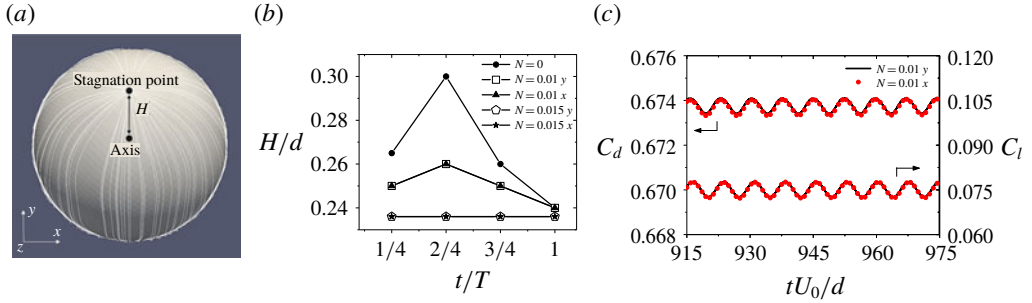 (a)
Stagnation point
H
Axis
y
z
x
(b)
0.30
0.28
0.26
0.24
H/d
N = 0
N = 0.01 y
N = 0.01 x
N = 0.015 y
N = 0.015 x
1/4 2/4 3/4 1
t/T
(c)
0.676
0.674
0.672
0.670
0.668
C_d
N = 0.01 y
N = 0.01 x
0.120
0.105
0.090
0.075
0.060
C_l
915 930 945 960 975
tU_0/d